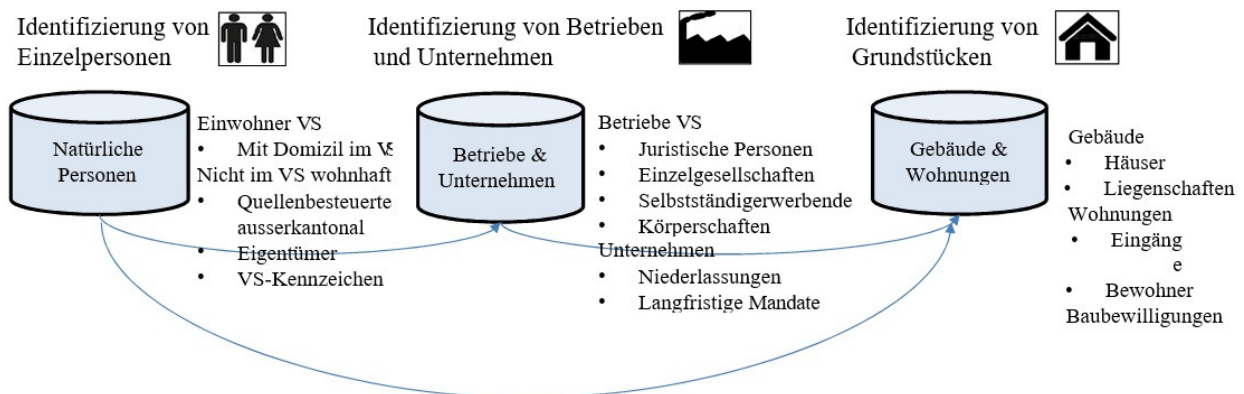 Identifizierung von
Einzelpersonen
Natürliche
Personen
Einwohner VS
• Mit Domizil im VS
Nicht im VS wohnhaft
• Quellenbesteuerte
ausserkantonal
• Eigentümer
• VS-Kennzeichen
Identifizierung von Betrieben
und Unternehmen
Betriebe &
Unternehmen
Betriebe VS
• Juristische Personen
• Einzelgesellschaften
• Selbstständigerwerbende
• Körperschaften
Unternehmen
• Niederlassungen
• Langfristige Mandate
Identifizierung von
Grundstücken
Gebäude &
Wohnungen
Gebäude
• Häuser
• Liegenschaften
Wohnungen
• Eingäng
e
• Bewohner
Baubewilligungen